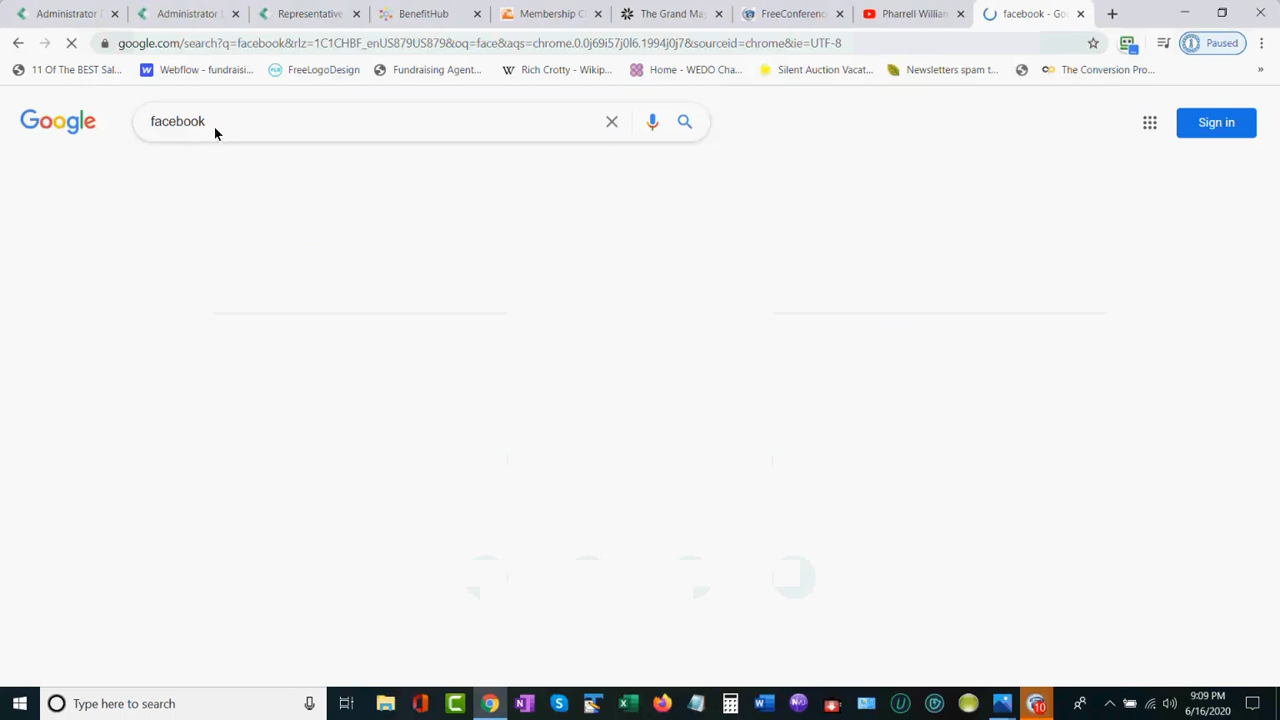 Administrator D
Administrator D
Representative
BenefitHub
Membership C
The Grand Ma
FreeConferenc
Pharrell Willian
facebook - Goo
google.com/search?q=facebook&rlz=1C1CHBF_enUS879US879&oq=face&aqs=chrome.0.0j69i57j0l6.1994j0j7&sourceid=chrome&ie=UTF-8
Paused
11 Of The BEST Sal...
Webflow - fundraisi...
FreeLogoDesign
Fundraising Agent...
Rich Crotty - Wikip...
Home - WEDO Cha...
Silent Auction Vacat...
Newsletters spam t...
The Conversion Pro...
»
Google
facebook
Sign in
Type here to search
10
9:09 PM
6/16/2020